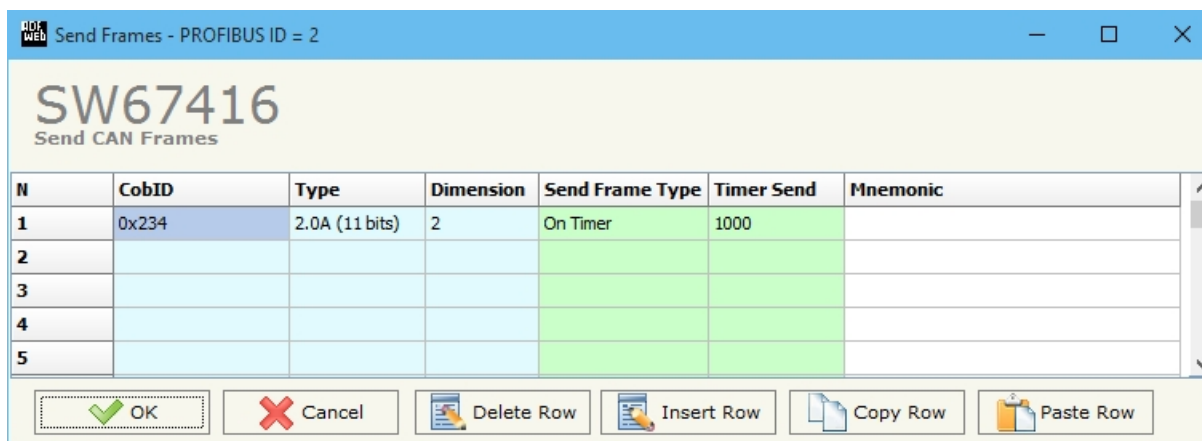 ADF WEB Send Frames - PROFIBUS ID = 2
SW67416
Send CAN Frames
N CobID Type Dimension Send Frame Type Timer Send Mnemonic
1 0x234 2.0A (11 bits) 2 On Timer 1000
2
3
4
5
OK Cancel Delete Row Insert Row Copy Row Paste Row